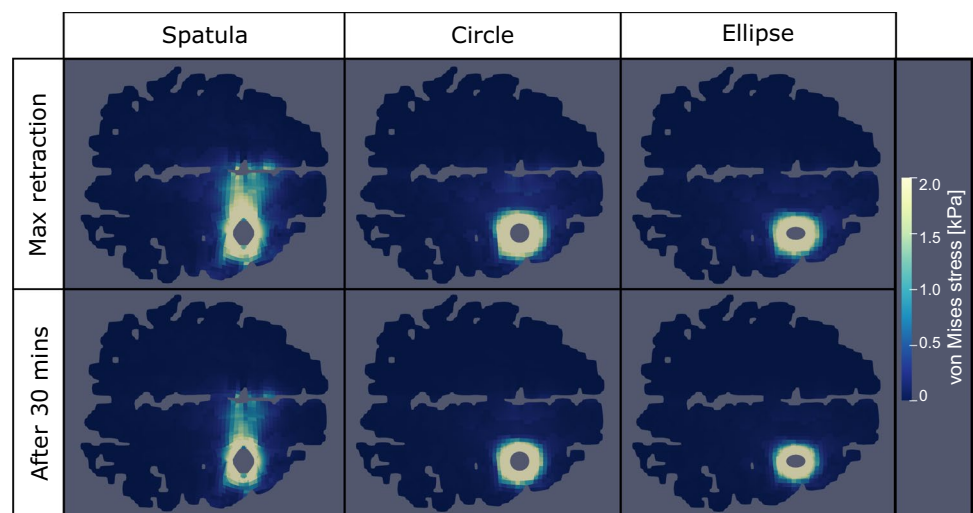 Spatula
Circle
Ellipse
Max retraction
After 30 mins
2.0
1.5
1.0
0.5
0
von Mises stress [kPa]